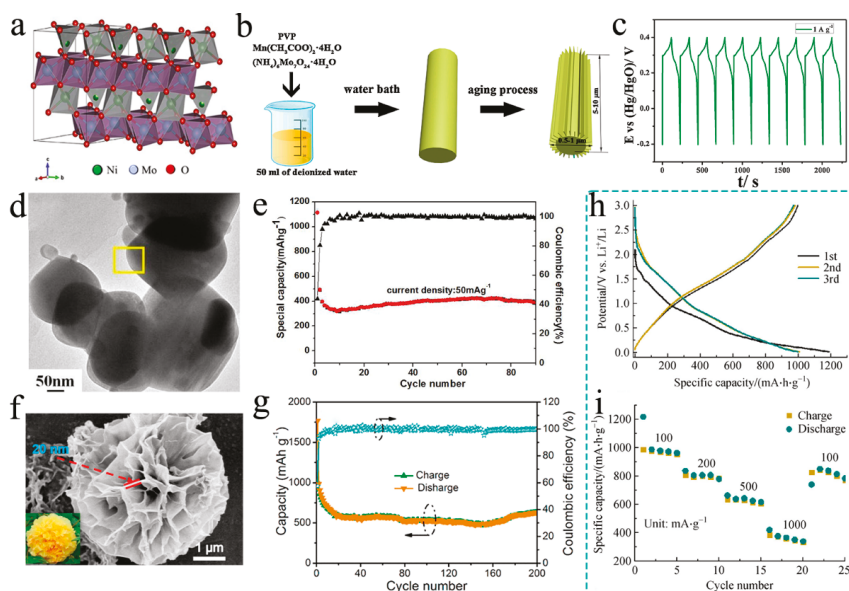 a
Ni
Mo
O
c
a
b
b
PVP
Mn(CH3COO)2·4H2O
(NH4)6Mo7O24·4H2O
50 ml of deionized water
water bath
aging process
5-10 μm
0.5-1 μm
c
1 A g-1
E vs (Hg/HgO)/ V
0.4
0.2
0.0
-0.2
0 500 1000 1500 2000
t/ s
d
50nm
e
Special capacity(mAhg-1)
1200
1000
800
600
400
200
0
current density:50mAg-1
100
80
60
40
20
0
Coulombic efficiency(%)
0 20 40 60 80
Cycle number
f
20 nm
1 μm
g
Capacity (mAh g-1)
2000
1500
1000
500
0
Charge
Disharge
120
100
80
60
40
20
0
Coulombic efficiency (%)
0 40 80 120 160 200
Cycle number
h
Potential/V vs. Li+/Li
3.0
2.0
1.0
0.0
1st
2nd
3rd
0 200 400 600 800 1000 1200
Specific capacity/(mA·h·g-1)
i
Specific capacity/(mA·h·g-1)
1200
1000
800
600
400
200
Charge
Discharge
100
200
500
1000
100
Unit: mA·g-1
0 5 10 15 20 25
Cycle number